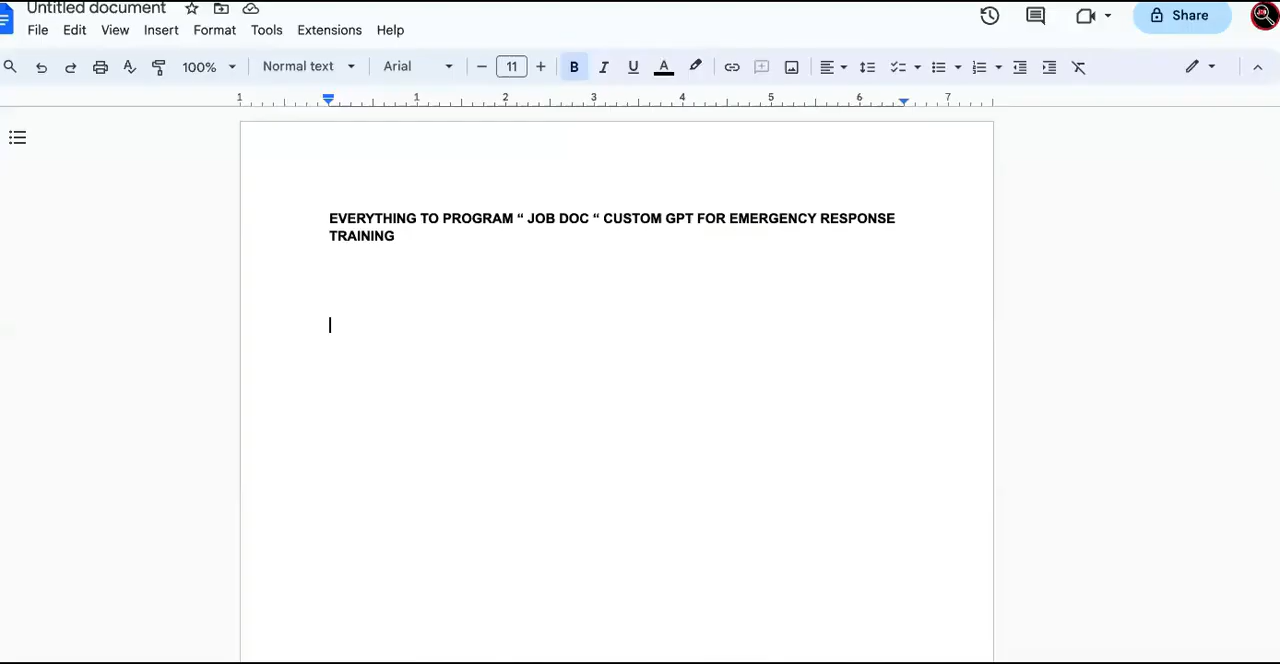 Untitled document
File Edit View Insert Format Tools Extensions Help
Share
100% Normal text Arial 11 B I U A
1 1 2 3 4 5 6 7
EVERYTHING TO PROGRAM “ JOB DOC “ CUSTOM GPT FOR EMERGENCY RESPONSE
TRAINING